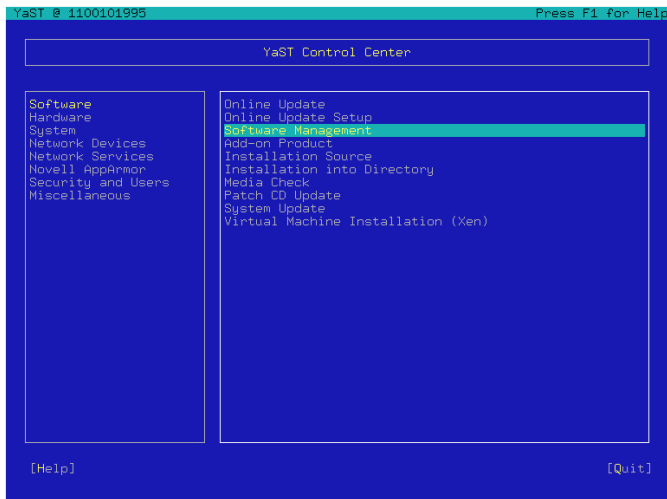 YaST @ 1100101995 Press F1 for Help
YaST Control Center
Software
Hardware
System
Network Devices
Network Services
Novell AppArmor
Security and Users
Miscellaneous
Online Update
Online Update Setup
Software Management
Add-on Product
Installation Source
Installation into Directory
Media Check
Patch CD Update
System Update
Virtual Machine Installation (Xen)
[Help] [Quit]